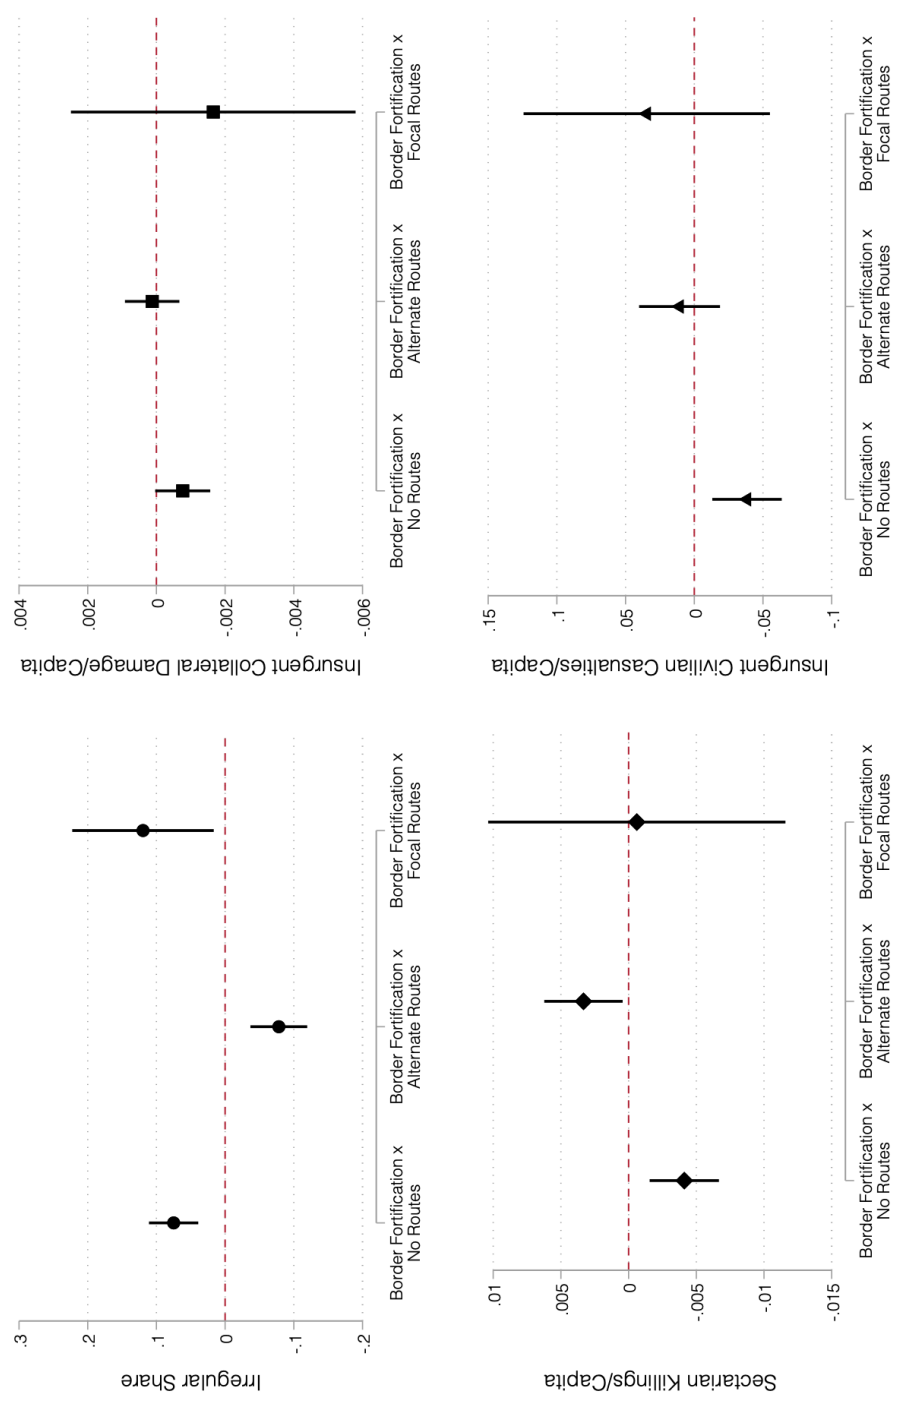 Irregular Share
.3
.2
.1
0
-.1
-.2
Border Fortification x
No Routes
Border Fortification x
Alternate Routes
Border Fortification x
Focal Routes
Insurgent Collateral Damage/Capita
.004
.002
0
-.002
-.004
-.006
Border Fortification x
No Routes
Border Fortification x
Alternate Routes
Border Fortification x
Focal Routes
Sectarian Killings/Capita
.01
.005
0
-.005
-.01
-.015
Border Fortification x
No Routes
Border Fortification x
Alternate Routes
Border Fortification x
Focal Routes
Insurgent Civilian Casualties/Capita
.15
.1
.05
0
-.05
-.1
Border Fortification x
No Routes
Border Fortification x
Alternate Routes
Border Fortification x
Focal Routes